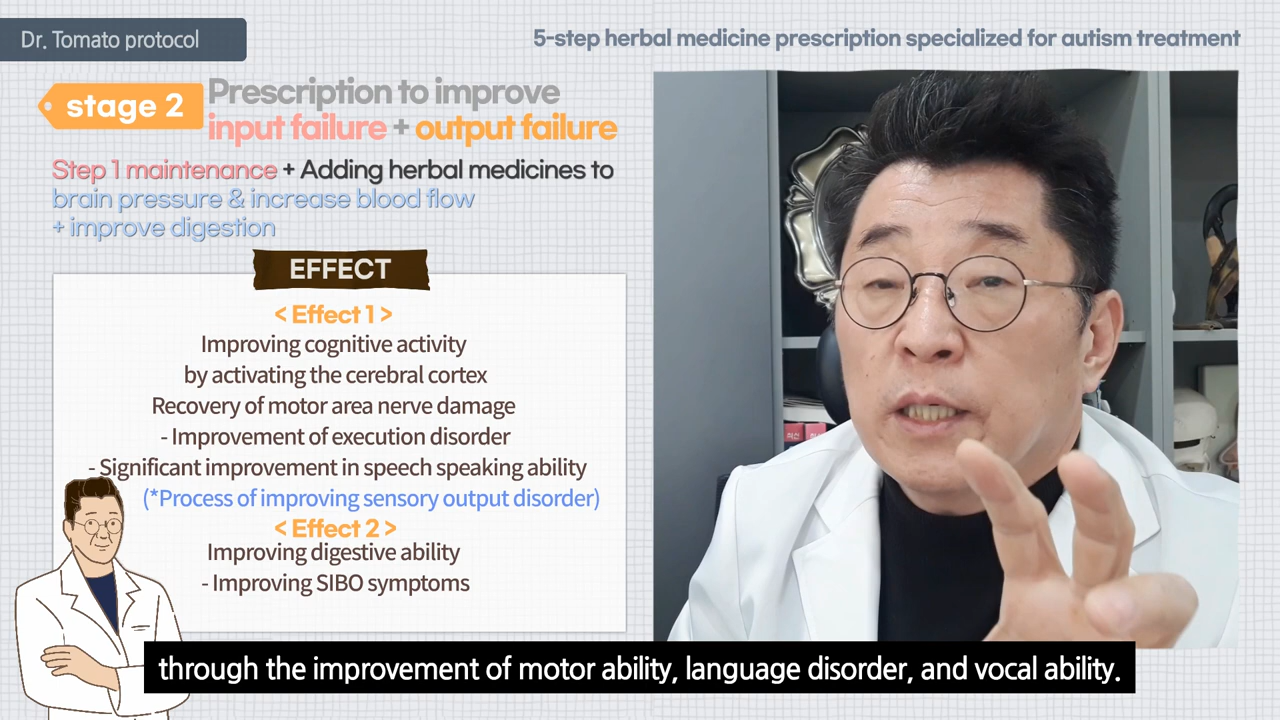 Dr. Tomato protocol
5-step herbal medicine prescription specialized for autism treatment
stage 2
Prescription to improve
input failure + output failure
Step 1 maintenance + Adding herbal medicines to
brain pressure & increase blood flow
+ improve digestion
EFFECT
< Effect 1 >
Improving cognitive activity
by activating the cerebral cortex
Recovery of motor area nerve damage
- Improvement of execution disorder
- Significant improvement in speech speaking ability
(*Process of improving sensory output disorder)
< Effect 2 >
Improving digestive ability
- Improving SIBO symptoms
through the improvement of motor ability, language disorder, and vocal ability.